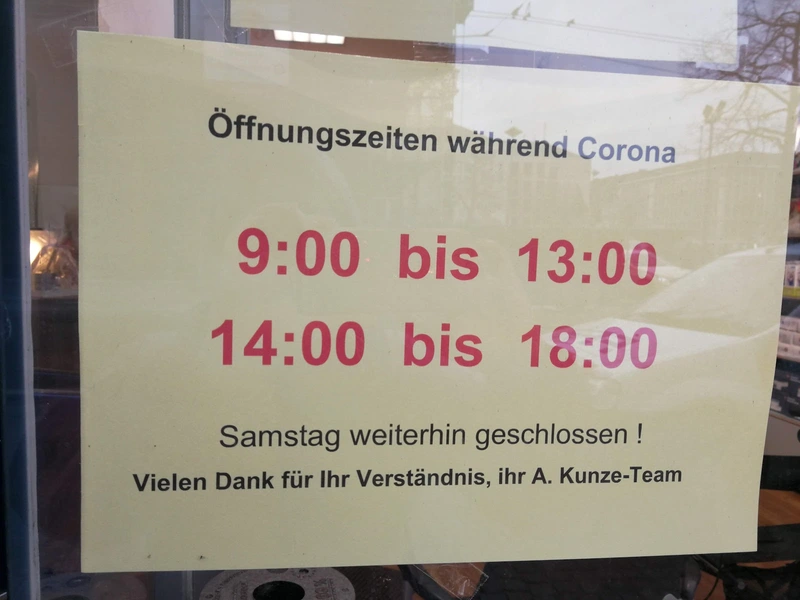 Öffnungszeiten während Corona
9:00 bis 13:00
14:00 bis 18:00
Samstag weiterhin geschlossen !
Vielen Dank für Ihr Verständnis, ihr A. Kunze-Team